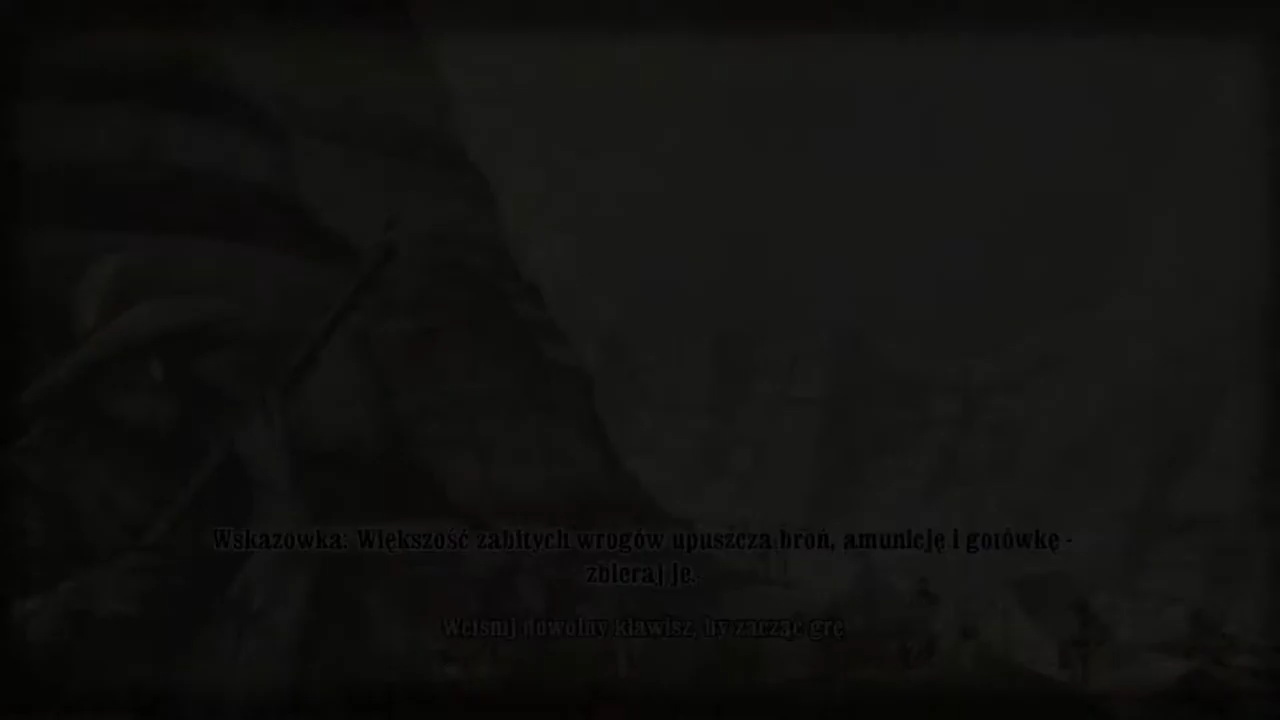 Wskazówka: Większość zabitych wrogów upuszcza broń, amunicję i gotówkę -
zbieraj je.
Wciśnij dowolny klawisz, by zacząć grę